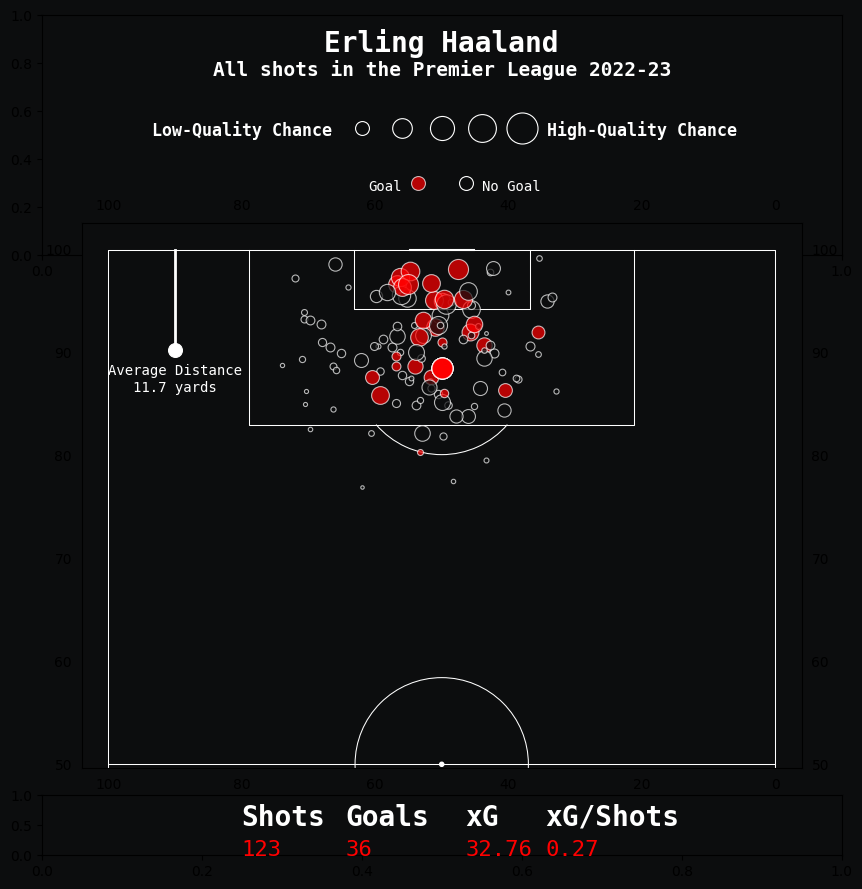 1.0
Erling Haaland
All shots in the Premier League 2022-23
0.8
0.6
Low-Quality Chance High-Quality Chance
0.4
Goal No Goal
0.2
100 80 60 40 20 0
0.0 100 100
0.0 1.0
90 90
Average Distance
11.7 yards
80 80
70 70
60 60
50 50
100 80 60 40 20 0
1.0
Shots Goals xG xG/Shots
0.5
123 36 32.76 0.27
0.0
0.0 0.2 0.4 0.6 0.8 1.0